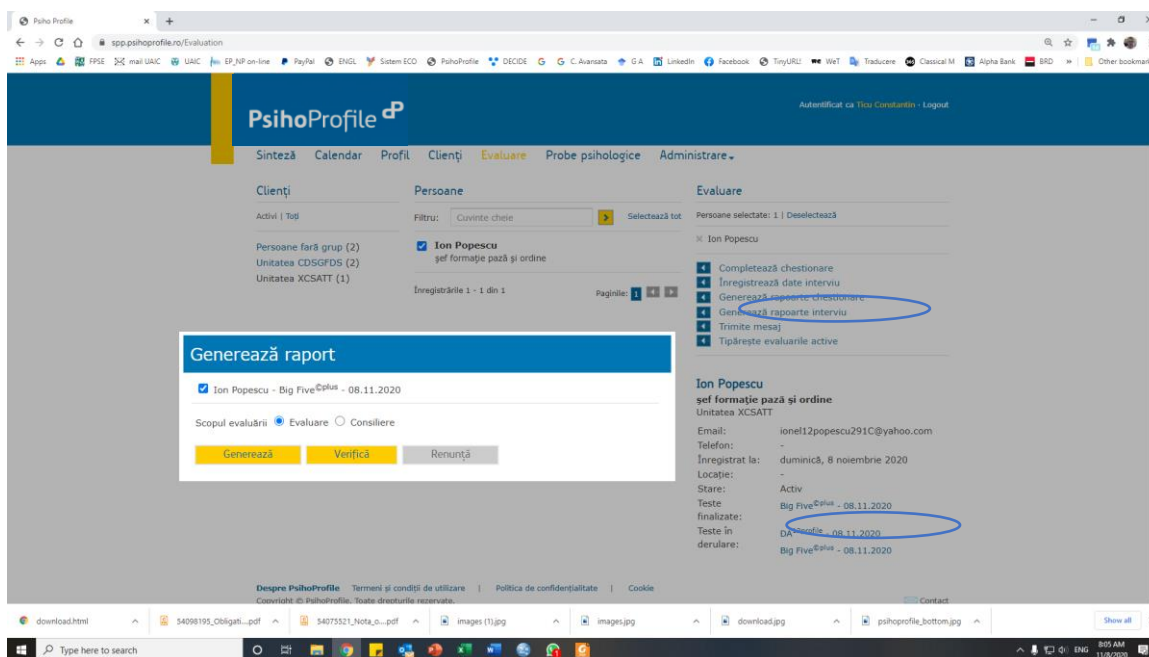 Psiho Profile
spp.psihoprofile.ro/Evaluation
Apps FPSE mail UAIC UAIC EP_NP on-line PayPal ENGL Sistem ECO PsihoProfile DECIDE G C. Avansata G A LinkedIn Facebook TinyURL! WeT Traducere Classical M Alpha Bank BRD » Other bookmark
PsihoProfile
Autentificat ca Ticu Constantin - Logout
Sinteză Calendar Profil Clienți Evaluare Probe psihologice Administrare
Clienți
Activi | Toți
Persoane fară grup (2)
Unitatea CDSGFDS (2)
Unitatea XCSATT (1)
Persoane
Filtru: Cuvinte cheie Selectează tot
Ion Popescu
șef formație pază și ordine
Înregistrările 1 - 1 din 1
Paginile: 1
Evaluare
Persoane selectate: 1 | Deselectează
Ion Popescu
Completează chestionare
Înregistrează date interviu
Generează rapoarte chestionare
Generează rapoarte interviu
Trimite mesaj
Tipărește evaluarile active
Generează raport
Ion Popescu - Big Five©plus - 08.11.2020
Scopul evaluării Evaluare Consiliere
Generează Verifică Renunță
Ion Popescu
șef formație pază și ordine
Unitatea XCSATT
Email: ionel12popescu291C@yahoo.com
Telefon: -
Înregistrat la: duminică, 8 noiembrie 2020
Locație: -
Stare: Activ
Teste finalizate: Big Five©plus - 08.11.2020
Teste în derulare: DA profile - 08.11.2020
Big Five©plus - 08.11.2020
Despre PsihoProfile Termeni și condiții de utilizare | Politica de confidențialitate | Cookie
Copyright © PsihoProfile. Toate drepturile rezervate.
Contact
download.html 54098195_Obligati....pdf 54075521_Nota_o....pdf images (1).jpg images.jpg download.jpg psihoprofile_bottom.jpg Show all
Type here to search
ENG
8:05 AM
11/8/2020